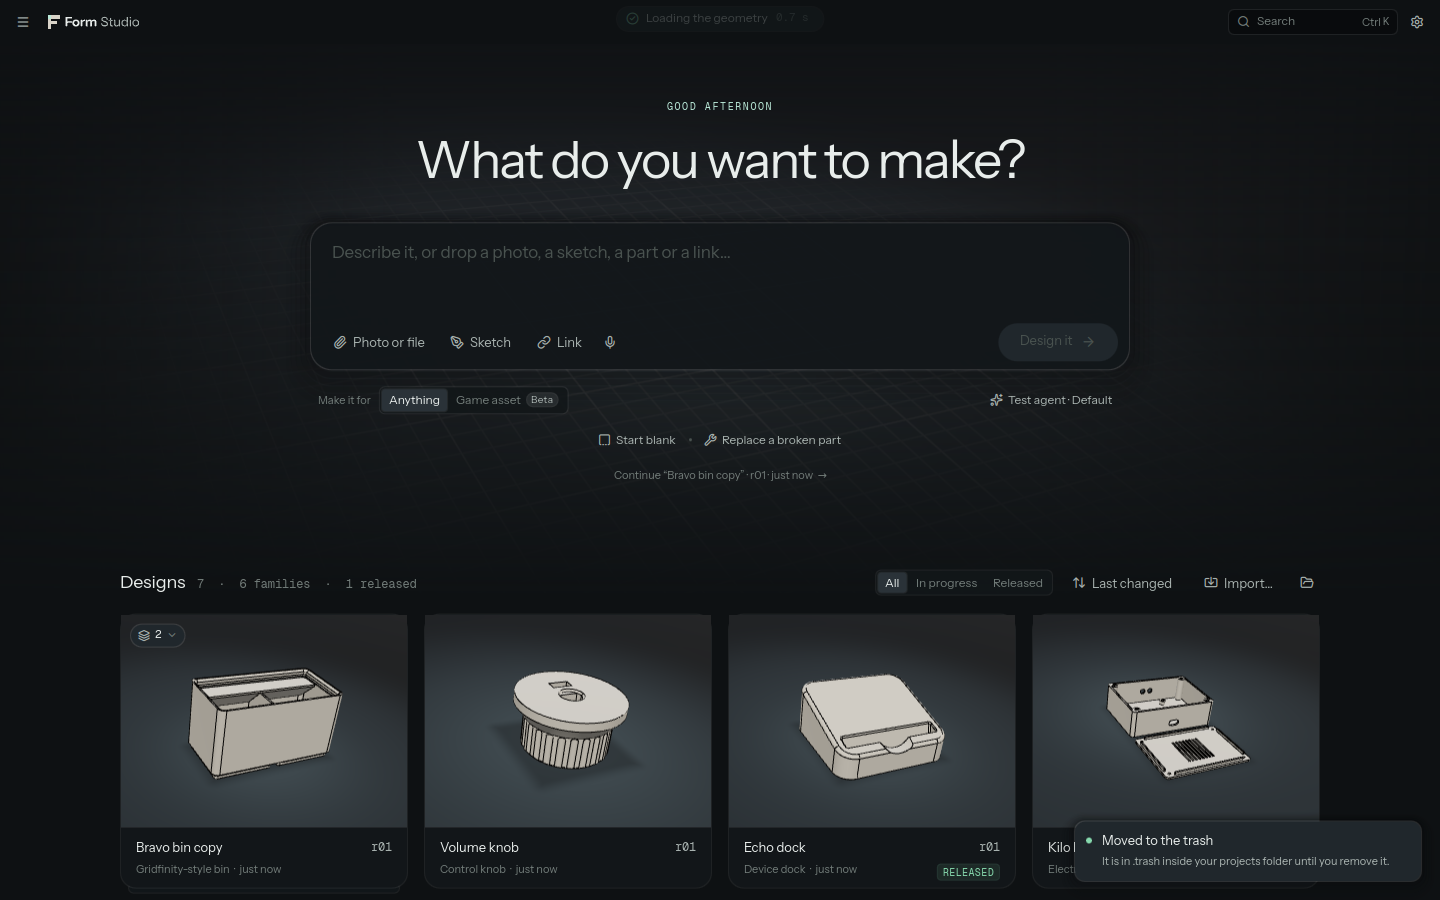 Form Studio
Loading the geometry 0.7 s
Search Ctrl K
GOOD AFTERNOON
What do you want to make?
Describe it, or drop a photo, a sketch, a part or a link...
Photo or file
Sketch
Link
Design it
Make it for
Anything
Game asset Beta
Test agent · Default
Start blank
Replace a broken part
Continue “Bravo bin copy” · r01 · just now →
Designs 7 · 6 families · 1 released
All
In progress
Released
Last changed
Import...
2
Bravo bin copy r01
Gridfinity-style bin · just now
Volume knob r01
Control knob · just now
Echo dock r01
Device dock · just now
RELEASED
Kilo
Moved to the trash
It is in .trash inside your projects folder until you remove it.